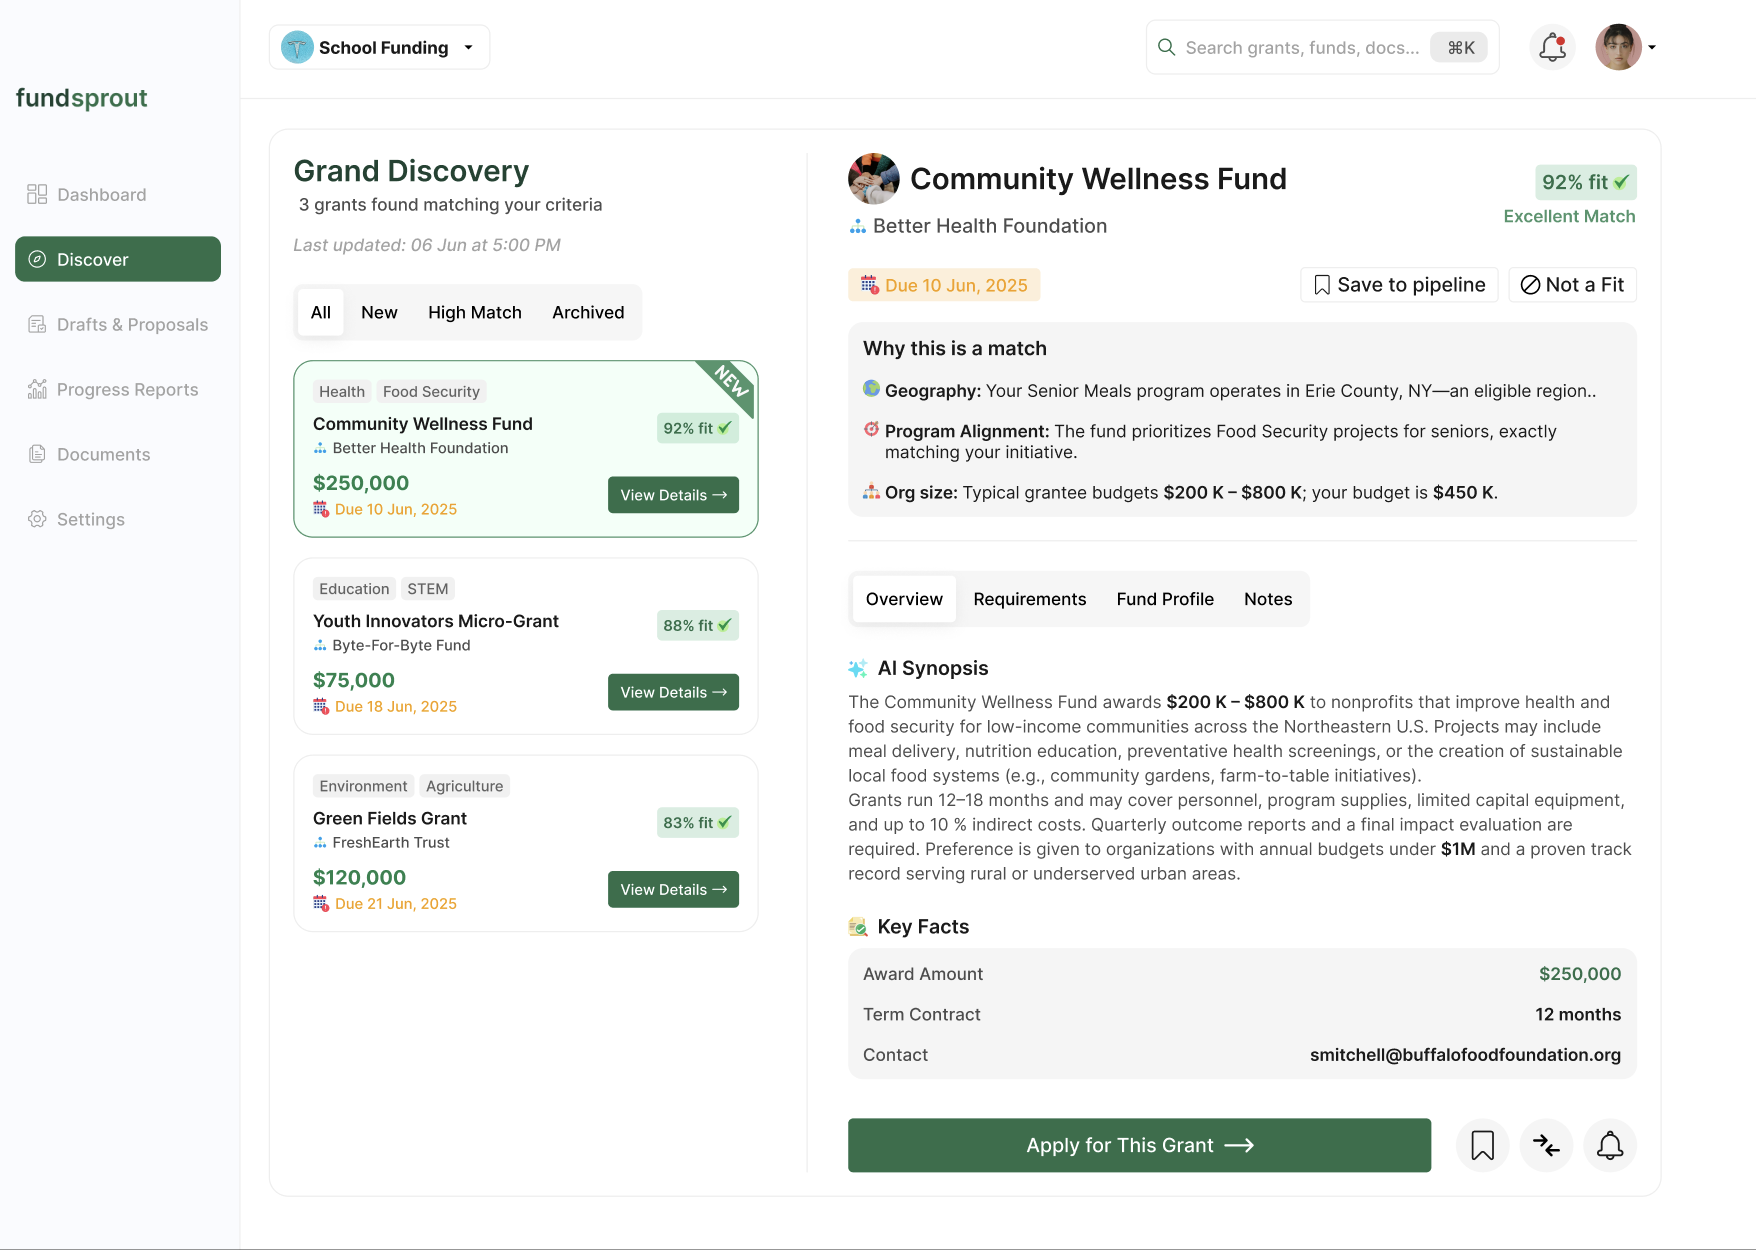 School Funding
Search grants, funds, docs... ⌘K
fundsprout
Dashboard
Discover
Drafts & Proposals
Progress Reports
Documents
Settings
Grand Discovery
3 grants found matching your criteria
Last updated: 06 Jun at 5:00 PM
All New High Match Archived
NEW
Health Food Security
Community Wellness Fund
92% fit
Better Health Foundation
$250,000
Due 10 Jun, 2025
View Details →
Education STEM
Youth Innovators Micro-Grant
88% fit
Byte-For-Byte Fund
$75,000
Due 18 Jun, 2025
View Details →
Environment Agriculture
Green Fields Grant
83% fit
FreshEarth Trust
$120,000
Due 21 Jun, 2025
View Details →
Community Wellness Fund
92% fit
Excellent Match
Better Health Foundation
Due 10 Jun, 2025
Save to pipeline
Not a Fit
Why this is a match
Geography: Your Senior Meals program operates in Erie County, NY—an eligible region..
Program Alignment: The fund prioritizes Food Security projects for seniors, exactly
matching your initiative.
Org size: Typical grantee budgets $200 K – $800 K; your budget is $450 K.
Overview Requirements Fund Profile Notes
AI Synopsis
The Community Wellness Fund awards $200 K – $800 K to nonprofits that improve health and
food security for low-income communities across the Northeastern U.S. Projects may include
meal delivery, nutrition education, preventative health screenings, or the creation of sustainable
local food systems (e.g., community gardens, farm-to-table initiatives).
Grants run 12–18 months and may cover personnel, program supplies, limited capital equipment,
and up to 10 % indirect costs. Quarterly outcome reports and a final impact evaluation are
required. Preference is given to organizations with annual budgets under $1M and a proven track
record serving rural or underserved urban areas.
Key Facts
Award Amount $250,000
Term Contract 12 months
Contact smitchell@buffalofoodfoundation.org
Apply for This Grant →